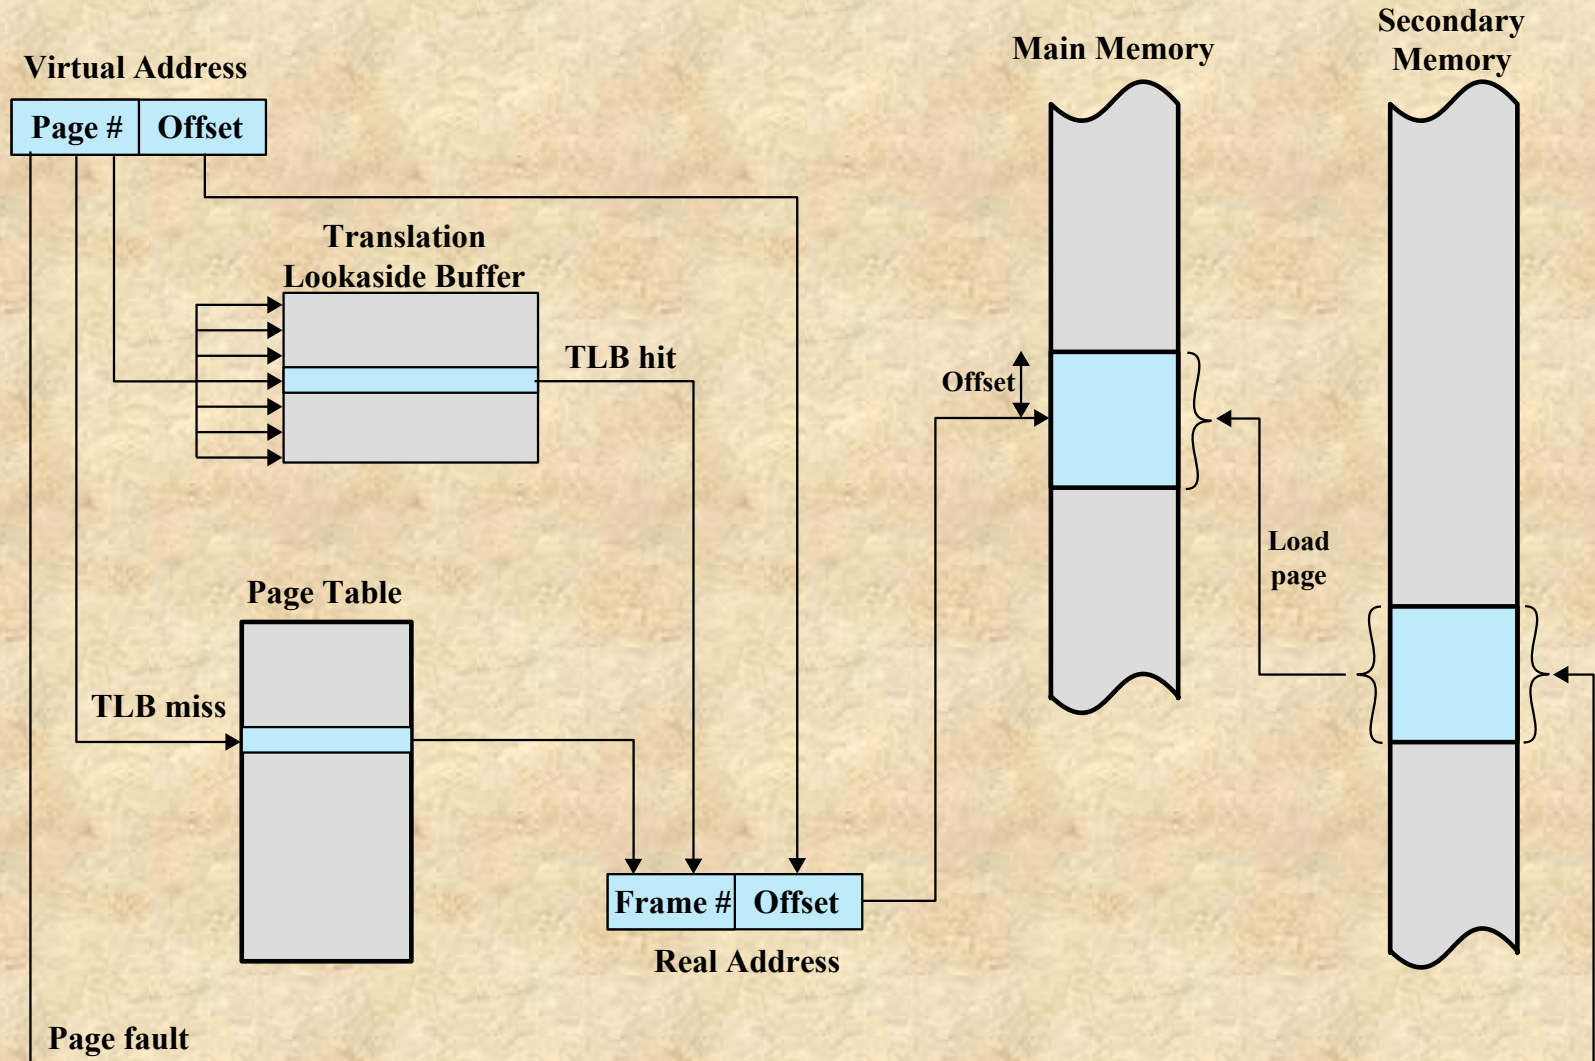 Secondary
Memory
Main Memory
Virtual Address
Page #
Offset
Translation
Lookaside Buffer
TLB hit
Offset
Load
page
Page Table
TLB miss
Frame #
Offset
Real Address
Page fault